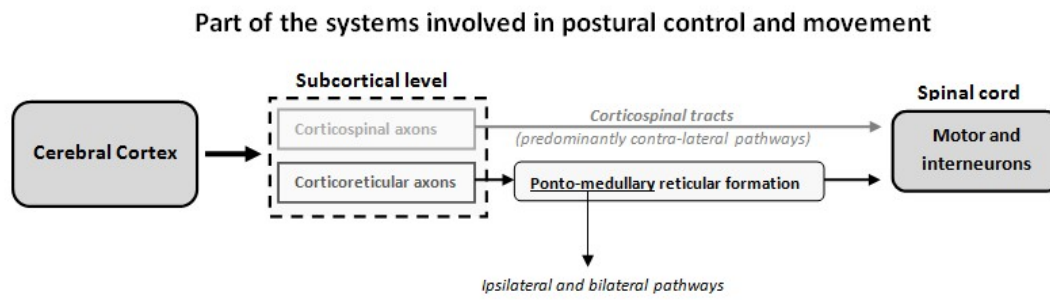 Part of the systems involved in postural control and movement
Subcortical level
Spinal cord
Cerebral Cortex
Corticospinal axons
Corticospinal tracts
(predominantly contra-lateral pathways)
Motor and
interneurons
Corticoreticular axons
Ponto-medullary reticular formation
Ipsilateral and bilateral pathways